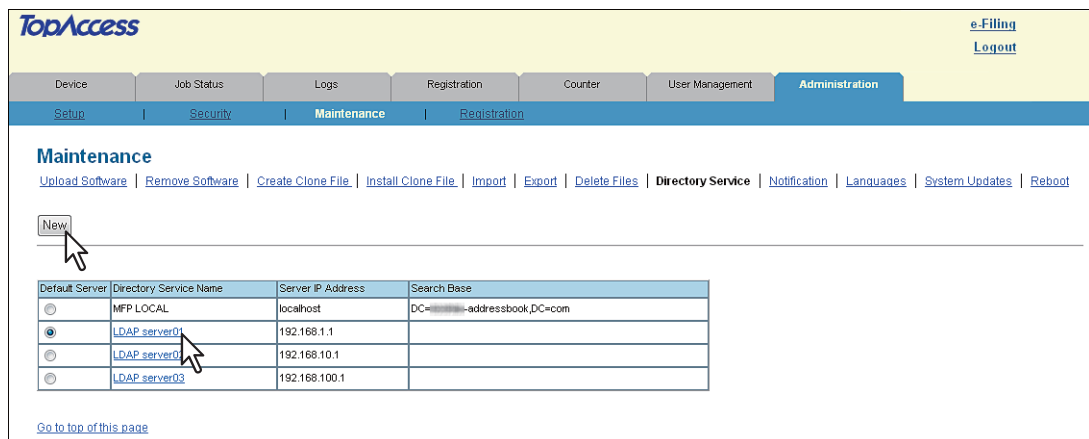 TopAccess
e-Filing
Logout
Device Job Status Logs Registration Counter User Management Administration
Setup | Security | Maintenance | Registration
Maintenance
Upload Software | Remove Software | Create Clone File | Install Clone File | Import | Export | Delete Files | Directory Service | Notification | Languages | System Updates | Reboot
New
Default Server Directory Service Name Server IP Address Search Base
MFP LOCAL localhost DC= -addressbook,DC=com
LDAP server01 192.168.1.1
LDAP server02 192.168.10.1
LDAP server03 192.168.100.1
Go to top of this page